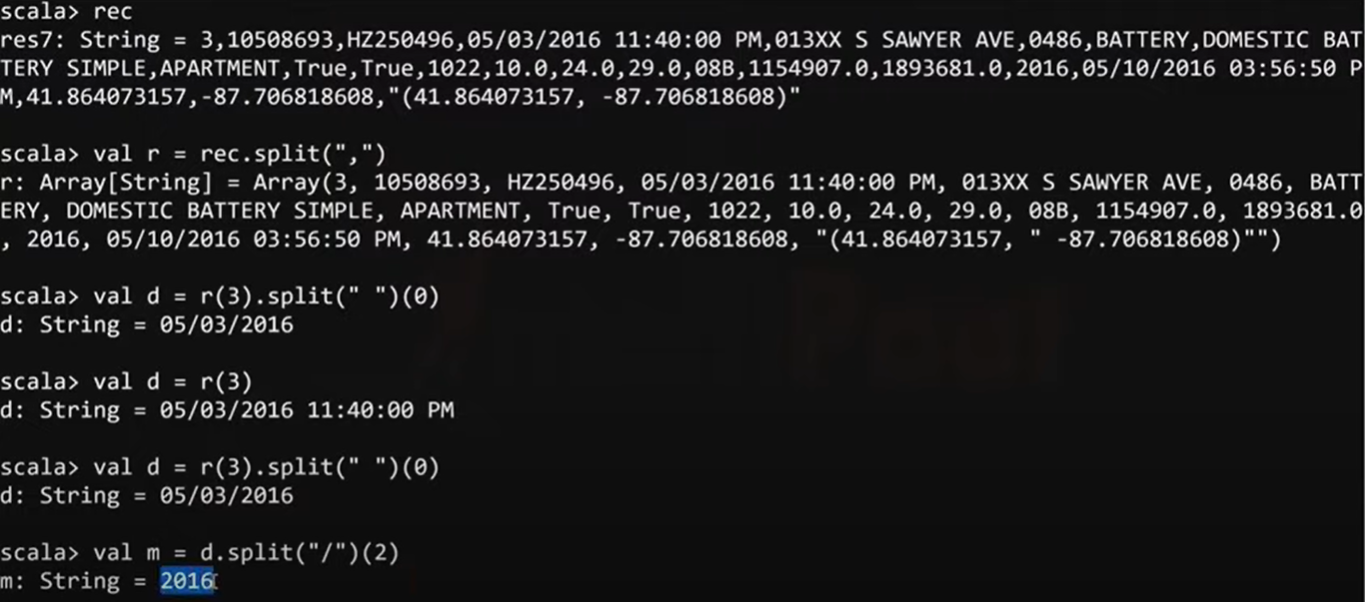 scala> rec
res7: String = 3,10508693,HZ250496,05/03/2016 11:40:00 PM,013XX S SAWYER AVE,0486,BATTERY,DOMESTIC BAT
TERY SIMPLE,APARTMENT,True,True,1022,10.0,24.0,29.0,08B,1154907.0,1893681.0,2016,05/10/2016 03:56:50 P
M,41.864073157,-87.706818608,"(41.864073157, -87.706818608)"
scala> val r = rec.split(",")
r: Array[String] = Array(3, 10508693, HZ250496, 05/03/2016 11:40:00 PM, 013XX S SAWYER AVE, 0486, BATT
ERY, DOMESTIC BATTERY SIMPLE, APARTMENT, True, True, 1022, 10.0, 24.0, 29.0, 08B, 1154907.0, 1893681.0
, 2016, 05/10/2016 03:56:50 PM, 41.864073157, -87.706818608, "(41.864073157, " -87.706818608)"")
scala> val d = r(3).split(" ")(0)
d: String = 05/03/2016
scala> val d = r(3)
d: String = 05/03/2016 11:40:00 PM
scala> val d = r(3).split(" ")(0)
d: String = 05/03/2016
scala> val m = d.split("/")(2)
m: String = 2016